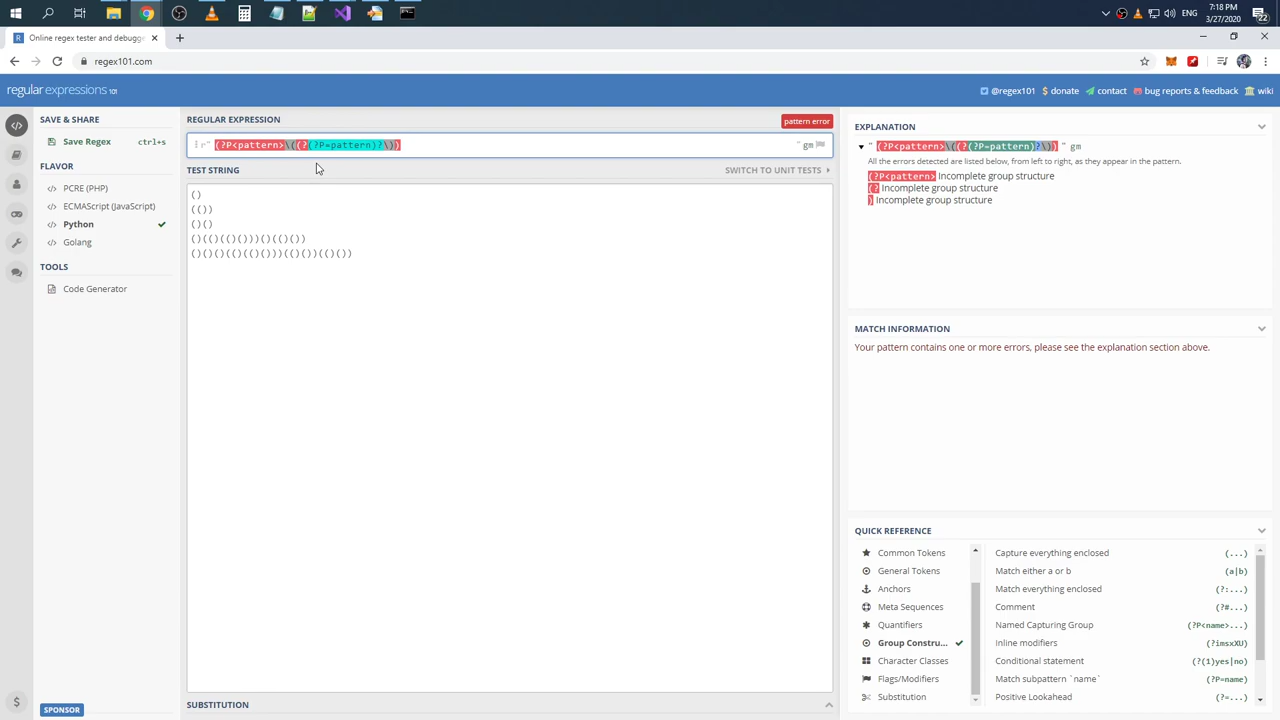 7:18 PM
ENG
3/27/2020
22
Online regex tester and debugge
regex101.com
regular expressions 101
@regex101
donate
contact
bug reports & feedback
wiki
SAVE & SHARE
Save Regex
ctrl+s
FLAVOR
PCRE (PHP)
ECMAScript (JavaScript)
Python
Golang
TOOLS
Code Generator
SPONSOR
REGULAR EXPRESSION
pattern error
r" (?P<pattern>\((?(?P=pattern)?\)) " gm
TEST STRING
SWITCH TO UNIT TESTS
()
(())
()()
()(()(()()))()(()())
()()()(()(()()))(()())(()())
SUBSTITUTION
EXPLANATION
" (?P<pattern>\((?(?P=pattern)?\)) " gm
All the errors detected are listed below, from left to right, as they appear in the pattern.
(?P<pattern> Incomplete group structure
(? Incomplete group structure
) Incomplete group structure
MATCH INFORMATION
Your pattern contains one or more errors, please see the explanation section above.
QUICK REFERENCE
Common Tokens
General Tokens
Anchors
Meta Sequences
Quantifiers
Group Constru...
Character Classes
Flags/Modifiers
Substitution
Capture everything enclosed (...)
Match either a or b (a|b)
Match everything enclosed (?:...)
Comment (?#...)
Named Capturing Group (?P<name>...)
Inline modifiers (?imsxXU)
Conditional statement (?(1)yes|no)
Match subpattern `name` (?P=name)
Positive Lookahead (?=...)